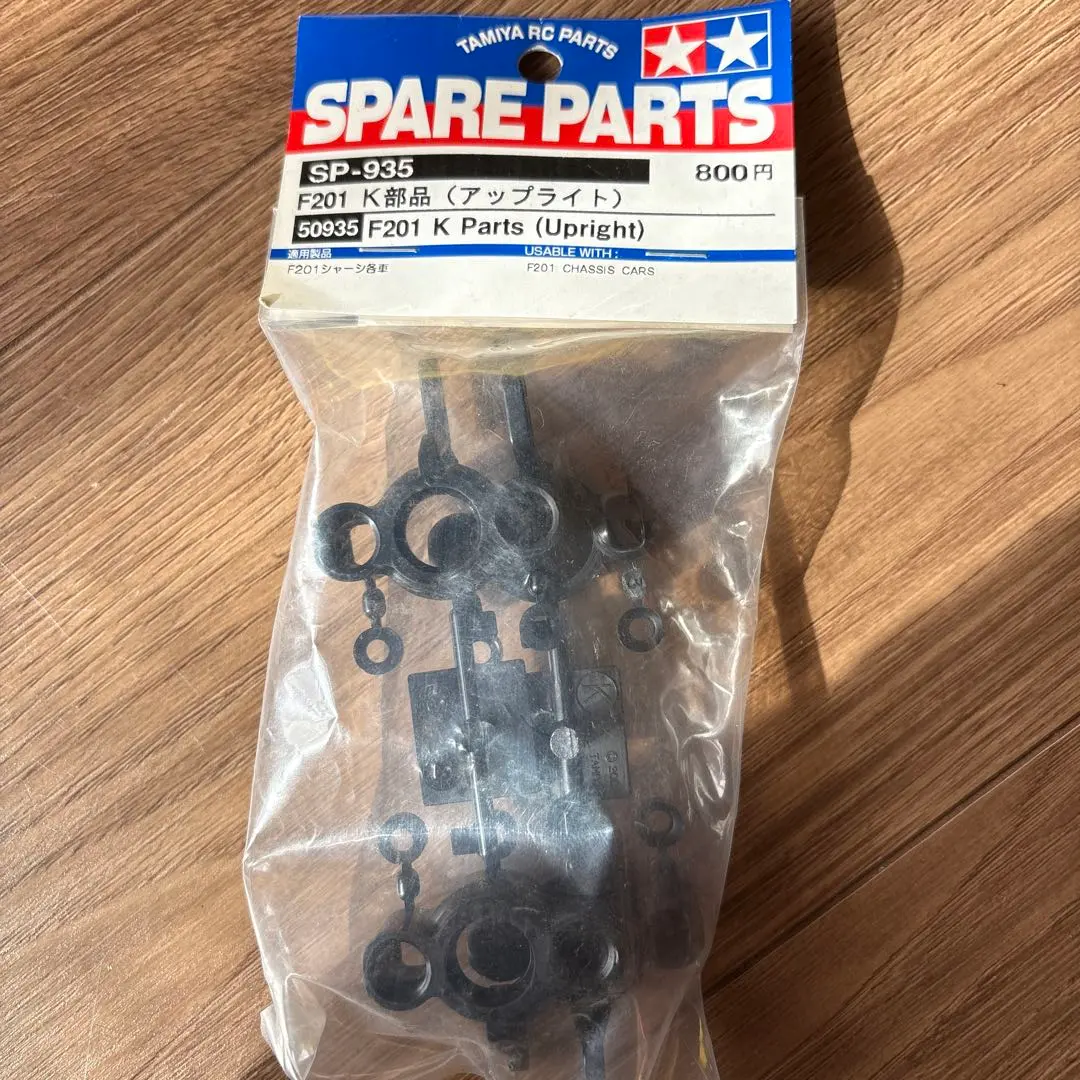 TAMIYA RC PARTS
SPARE PARTS
SP-935 800円
F201 K部品（アップライト）
50935 F201 K Parts (Upright)
適用製品 USABLE WITH :
F201シャーシ各車 F201 CHASSIS CARS
K